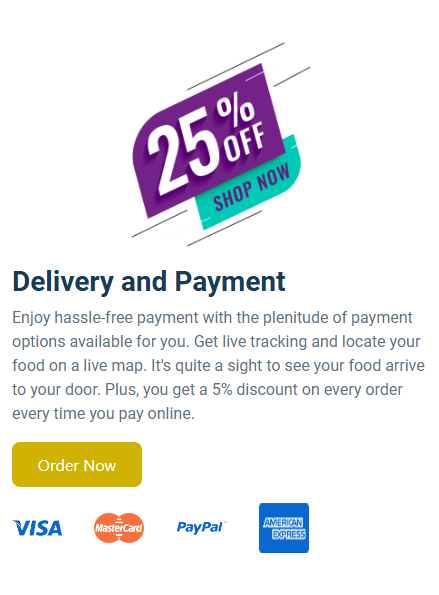 25% OFF
SHOP NOW
Delivery and Payment
Enjoy hassle-free payment with the plenitude of payment
options available for you. Get live tracking and locate your
food on a live map. It's quite a sight to see your food arrive
to your door. Plus, you get a 5% discount on every order
every time you pay online.
Order Now
VISA MasterCard PayPal AMERICAN EXPRESS